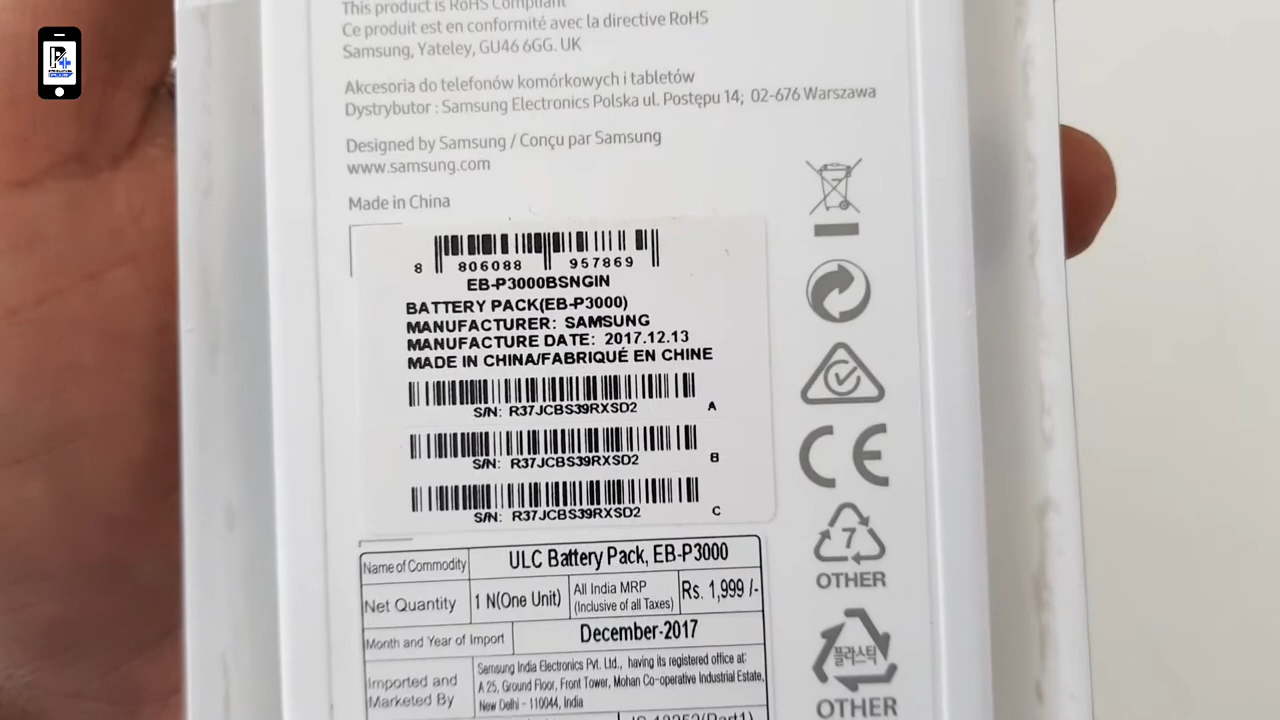 This product is RoHS Compliant
Ce produit est en conformité avec la directive RoHS
Samsung, Yateley, GU46 6GG. UK
Akcesoria do telefonów komórkowych i tabletów
Dystrybutor : Samsung Electronics Polska ul. Postępu 14; 02-676 Warszawa
Designed by Samsung / Conçu par Samsung
www.samsung.com
Made in China
8 806088 957869
EB-P3000BSNGIN
BATTERY PACK(EB-P3000)
MANUFACTURER: SAMSUNG
MANUFACTURE DATE: 2017.12.13
MADE IN CHINA/FABRIQUÉ EN CHINE
S/N: R37JCBS39RXSD2 A
S/N: R37JCBS39RXSD2 B
S/N: R37JCBS39RXSD2 C
Name of Commodity ULC Battery Pack, EB-P3000
Net Quantity 1 N(One Unit) All India MRP (Inclusive of all Taxes) Rs. 1,999 /-
Month and Year of Import December-2017
Imported and Marketed By
Samsung India Electronics Pvt. Ltd., having its registered office at:
A 25, Ground Floor, Front Tower, Mohan Co-operative Industrial Estate,
New Delhi - 110044, India
CE
7
OTHER
플라스틱
OTHER